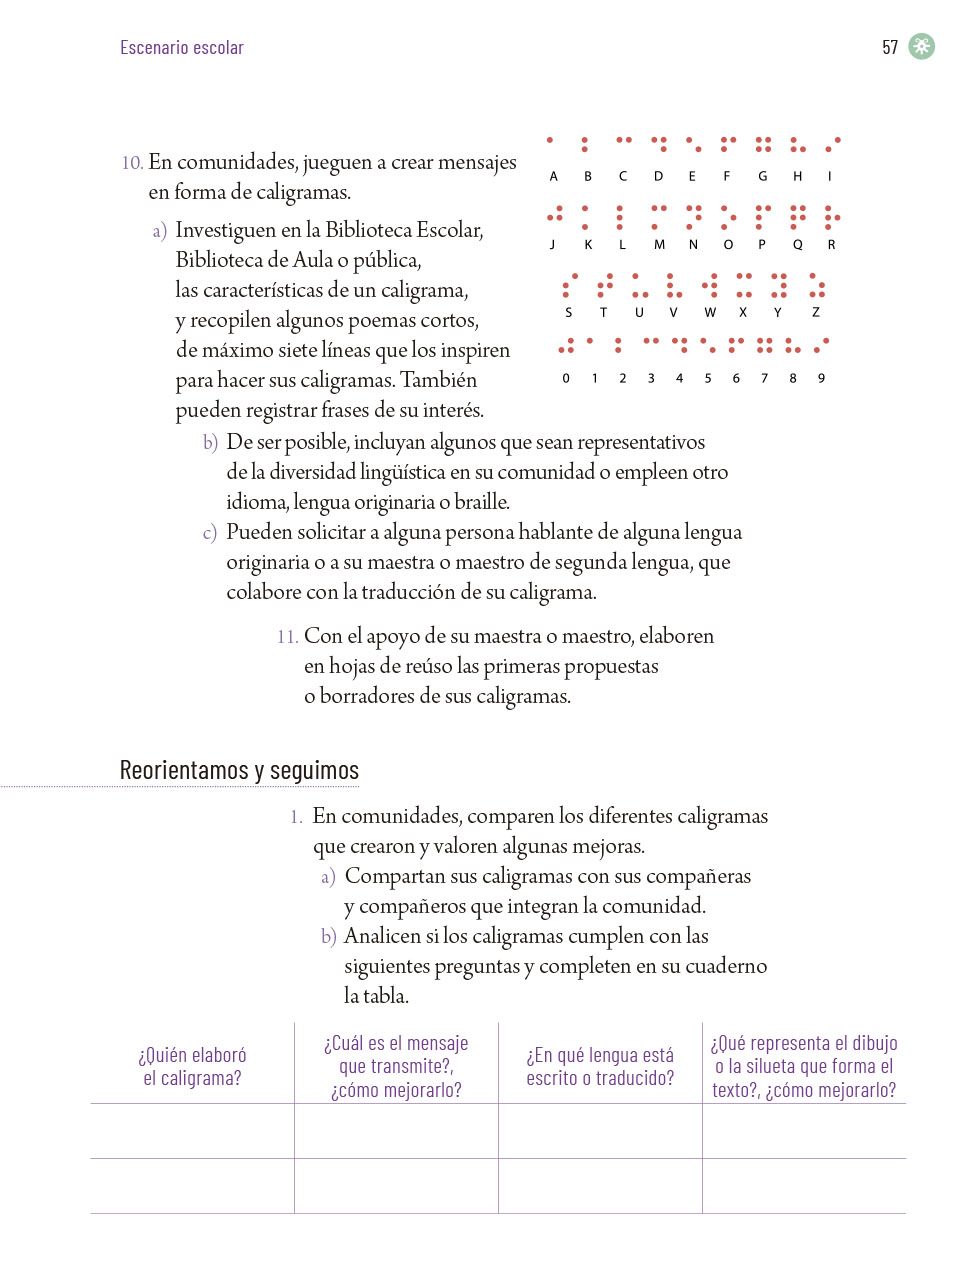 Escenario escolar
57
10. En comunidades, jueguen a crear mensajes
en forma de caligramas.
a) Investiguen en la Biblioteca Escolar,
Biblioteca de Aula o pública,
las características de un caligrama,
y recopilen algunos poemas cortos,
de máximo siete líneas que los inspiren
para hacer sus caligramas. También
pueden registrar frases de su interés.
A B C D E F G H I
J K L M N O P Q R
S T U V W X Y Z
0 1 2 3 4 5 6 7 8 9
b) De ser posible, incluyan algunos que sean representativos
de la diversidad lingüística en su comunidad o empleen otro
idioma, lengua originaria o braille.
c) Pueden solicitar a alguna persona hablante de alguna lengua
originaria o a su maestra o maestro de segunda lengua, que
colabore con la traducción de su caligrama.
11. Con el apoyo de su maestra o maestro, elaboren
en hojas de reúso las primeras propuestas
o borradores de sus caligramas.
Reorientamos y seguimos
1. En comunidades, comparen los diferentes caligramas
que crearon y valoren algunas mejoras.
a) Compartan sus caligramas con sus compañeras
y compañeros que integran la comunidad.
b) Analicen si los caligramas cumplen con las
siguientes preguntas y completen en su cuaderno
la tabla.
¿Quién elaboró
el caligrama?
¿Cuál es el mensaje
que transmite?,
¿cómo mejorarlo?
¿En qué lengua está
escrito o traducido?
¿Qué representa el dibujo
o la silueta que forma el
texto?, ¿cómo mejorarlo?